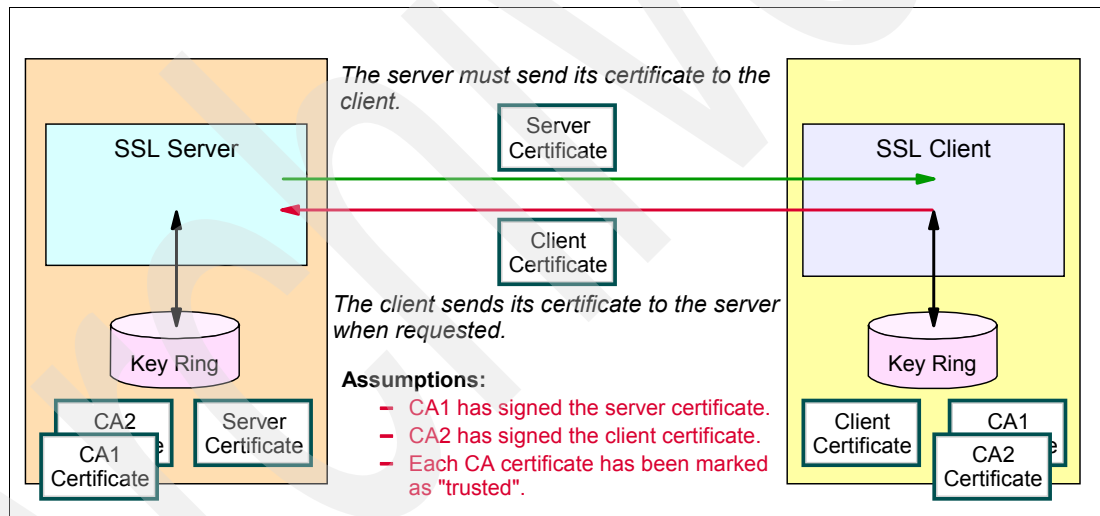 The server must send its certificate to the
client.
Server
Certificate
SSL Server
SSL Client
Client
Certificate
The client sends its certificate to the server
when requested.
Key Ring
Key Ring
Assumptions:
– CA1 has signed the server certificate.
– CA2 has signed the client certificate.
– Each CA certificate has been marked
as "trusted".
CA2
CA1
Certificate
Server
Certificate
Client
Certificate
CA1
CA2
Certificate